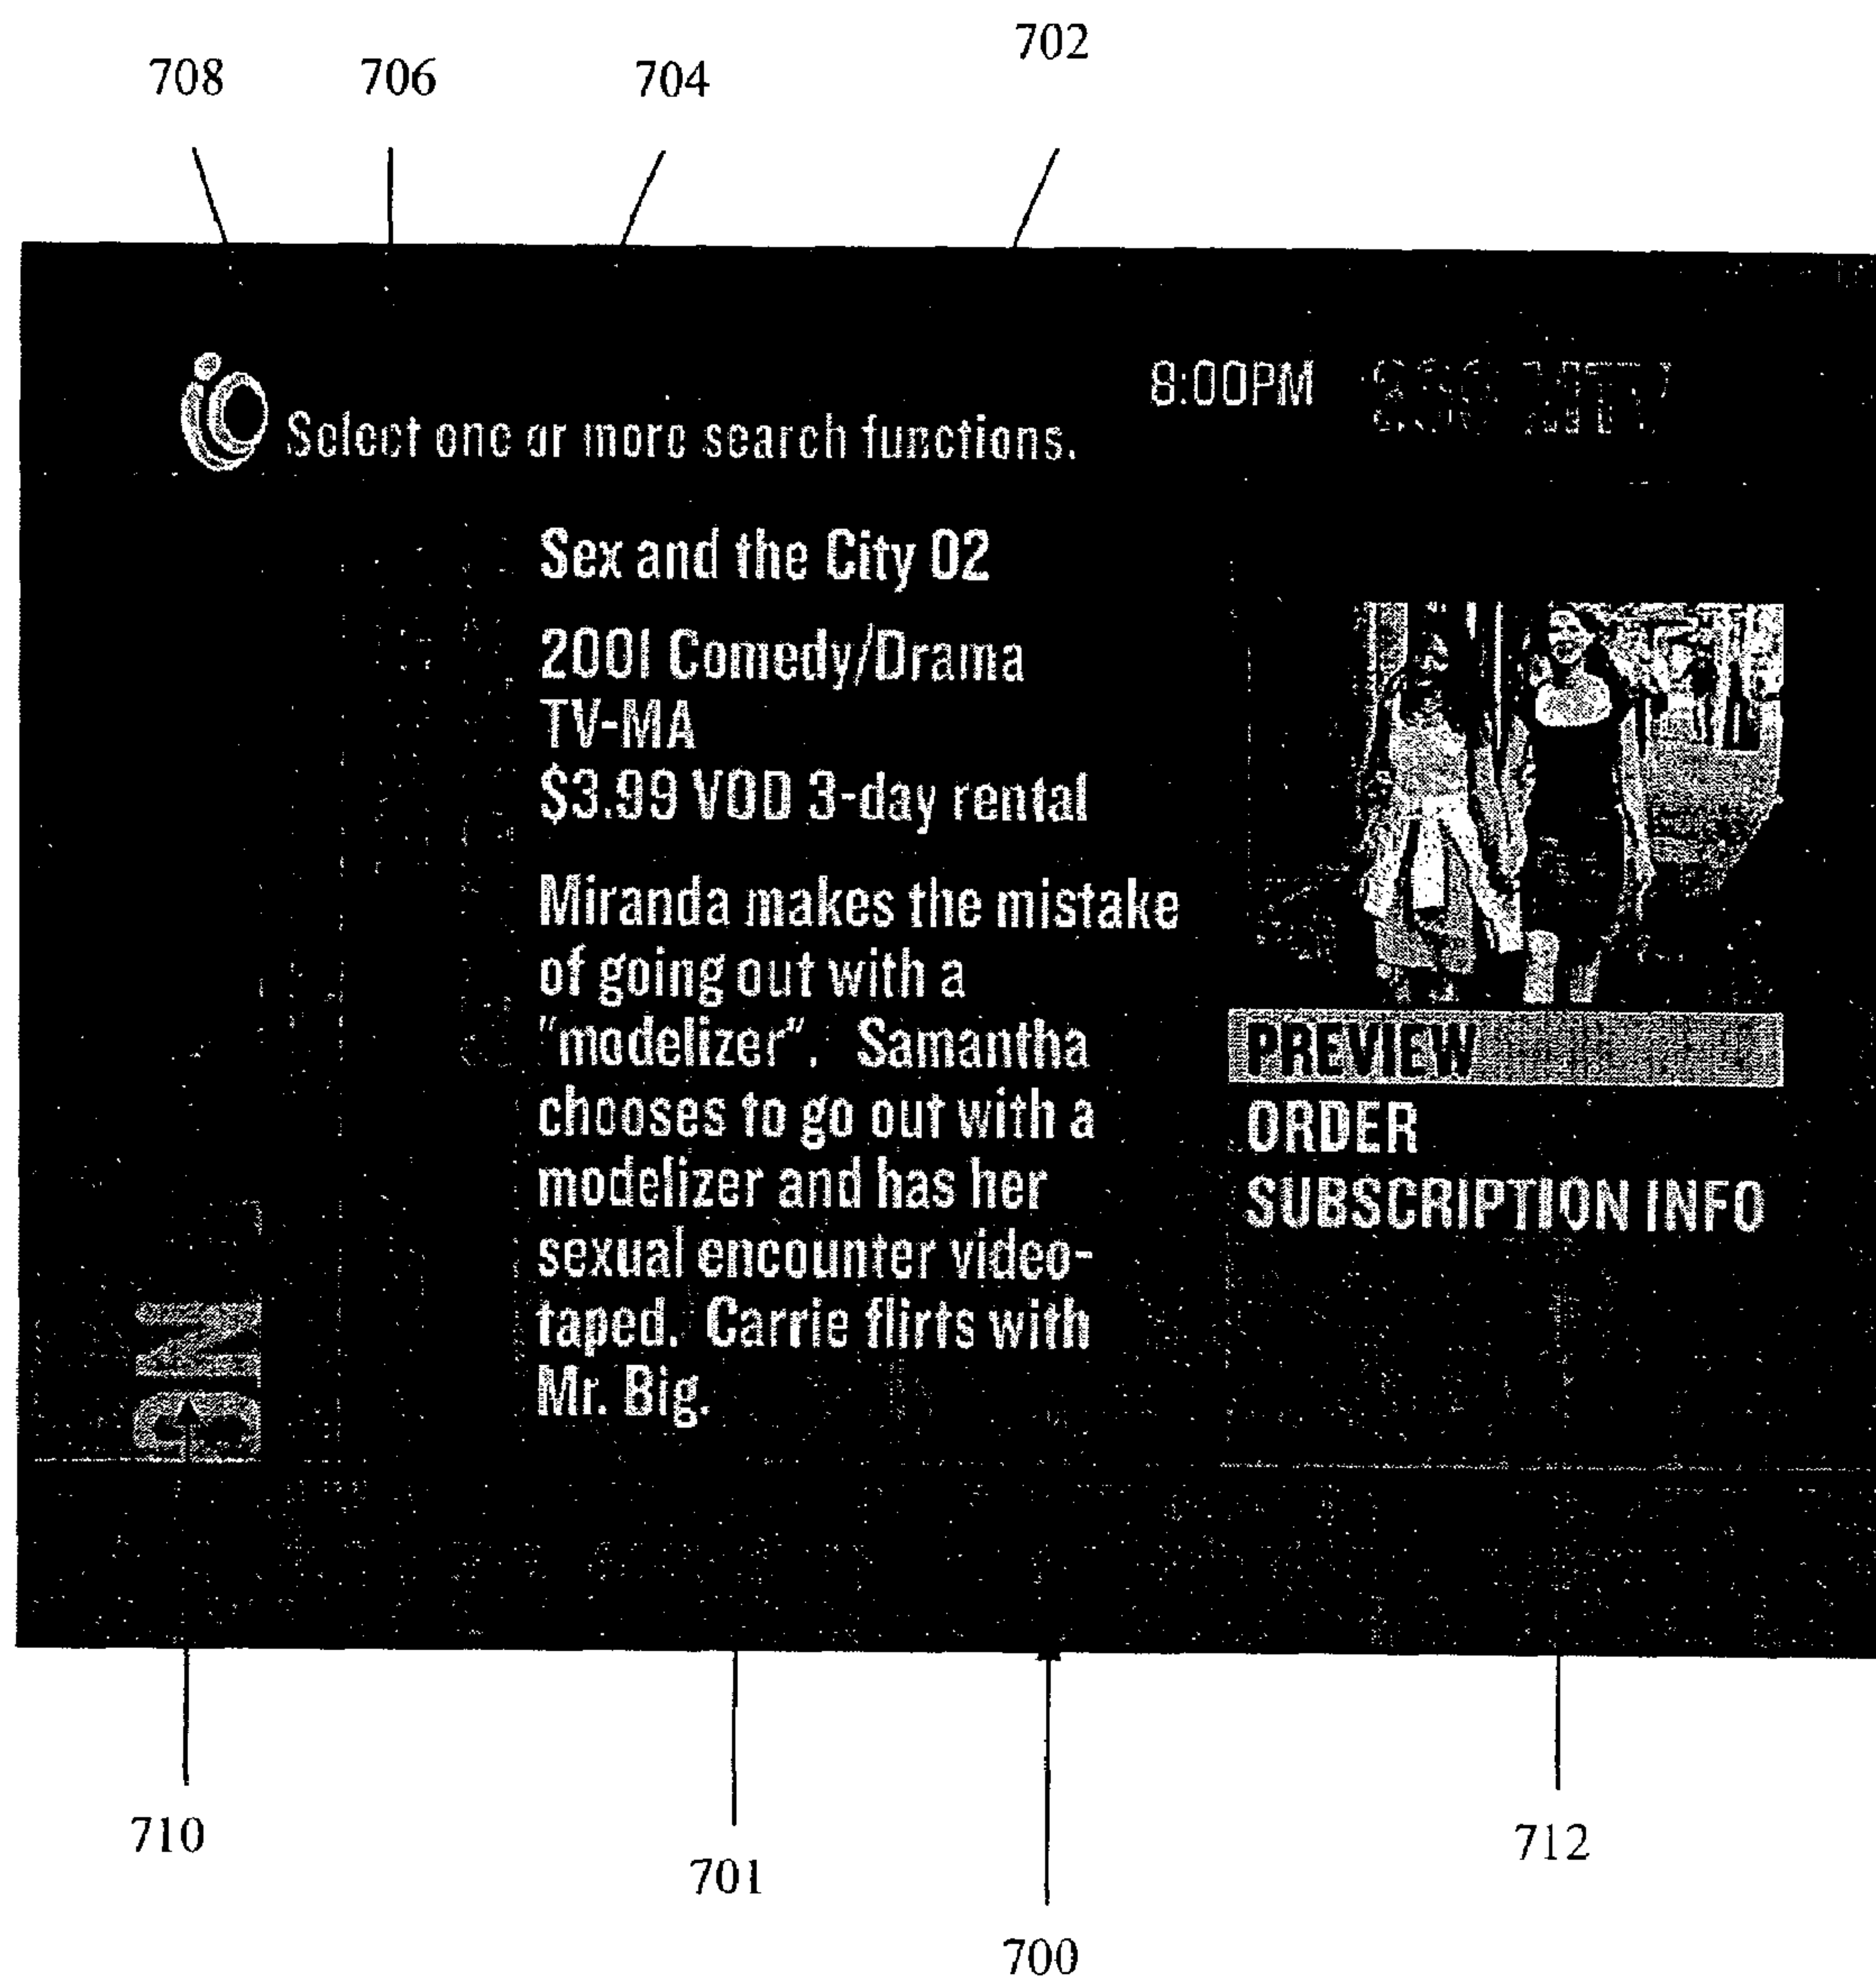 702
708 706 704
8:00PM
Select one or more search functions.
Sex and the City 02
2001 Comedy/Drama
TV-MA
$3.99 VOD 3-day rental
Miranda makes the mistake
of going out with a
"modelizer". Samantha
chooses to go out with a
modelizer and has her
sexual encounter video-
taped. Carrie flirts with
Mr. Big.
PREVIEW
ORDER
SUBSCRIPTION INFO
710
701
712
700